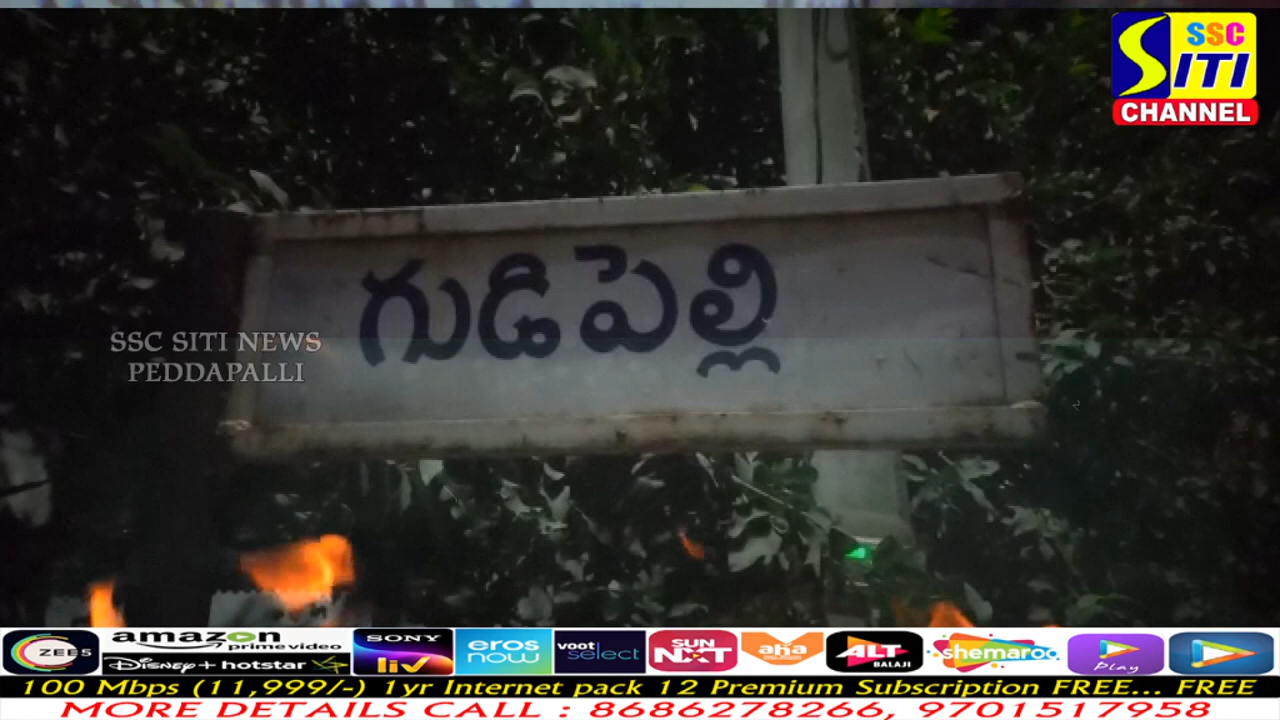 SSC
SITI
CHANNEL
గుడిపెల్లి
SSC SITI NEWS
PEDDAPALLI
ZEE5
amazon
prime video
Disney+ hotstar
SONY
liv
eros
now
voot
select
SUN
NXT
aha
ALT
BALAJI
shemaroo
Play
100 Mbps (11,999/-) 1yr Internet pack 12 Premium Subscription FREE... FREE
MORE DETAILS CALL : 8686278266, 9701517958